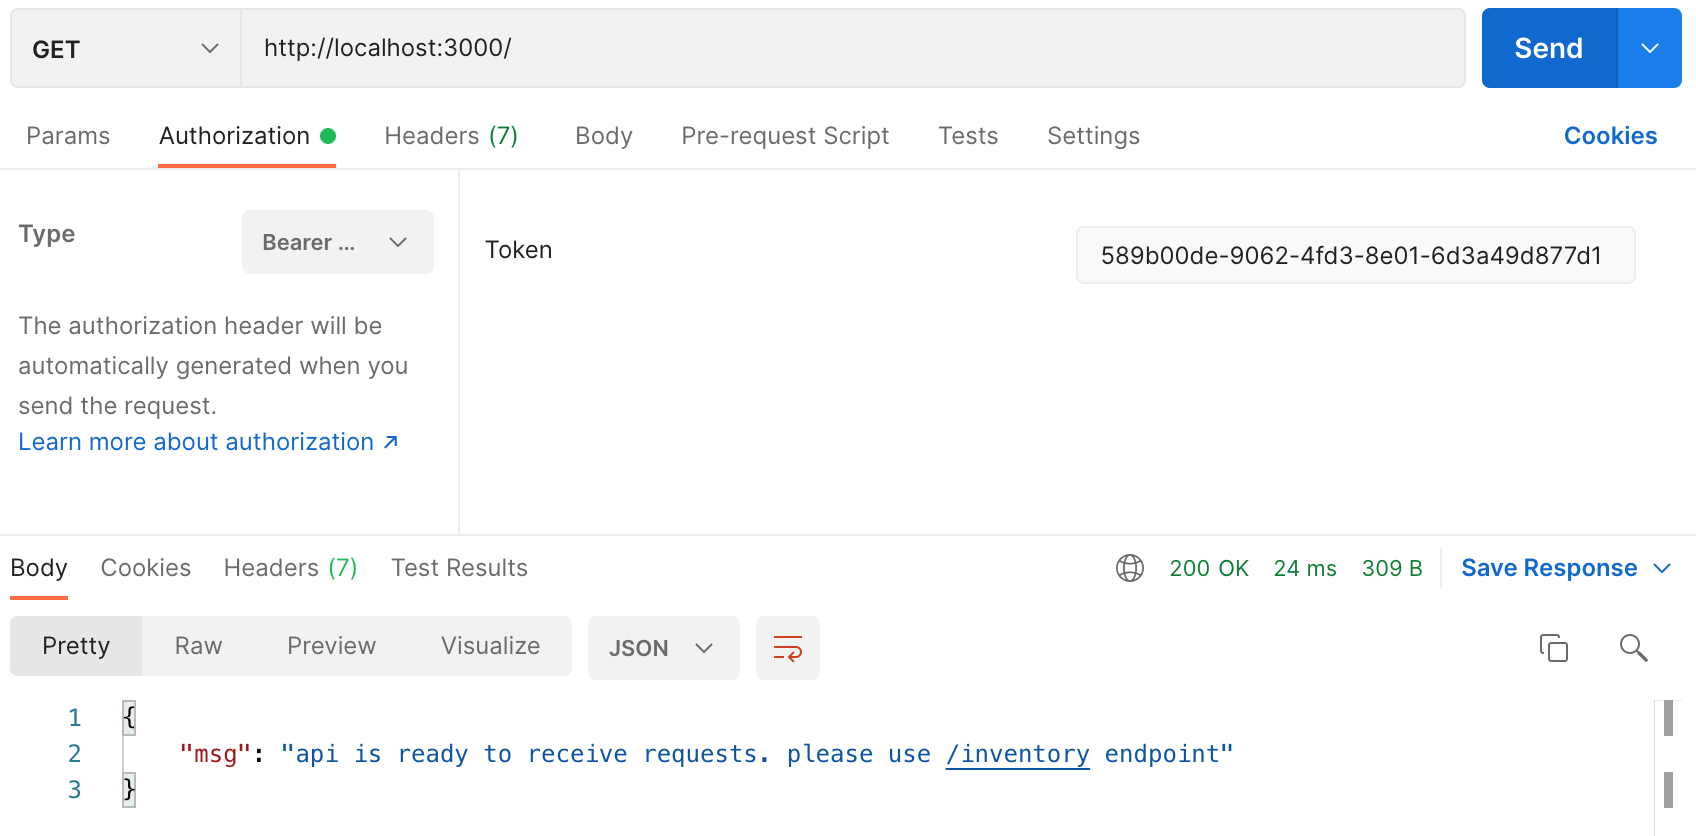 GET http://localhost:3000/ Send
Params Authorization Headers (7) Body Pre-request Script Tests Settings Cookies
Type Bearer ... Token 589b00de-9062-4fd3-8e01-6d3a49d877d1
The authorization header will be
automatically generated when you
send the request.
Learn more about authorization ↗
Body Cookies Headers (7) Test Results 200 OK 24 ms 309 B Save Response
Pretty Raw Preview Visualize JSON
1 {
2 "msg": "api is ready to receive requests. please use /inventory endpoint"
3 }